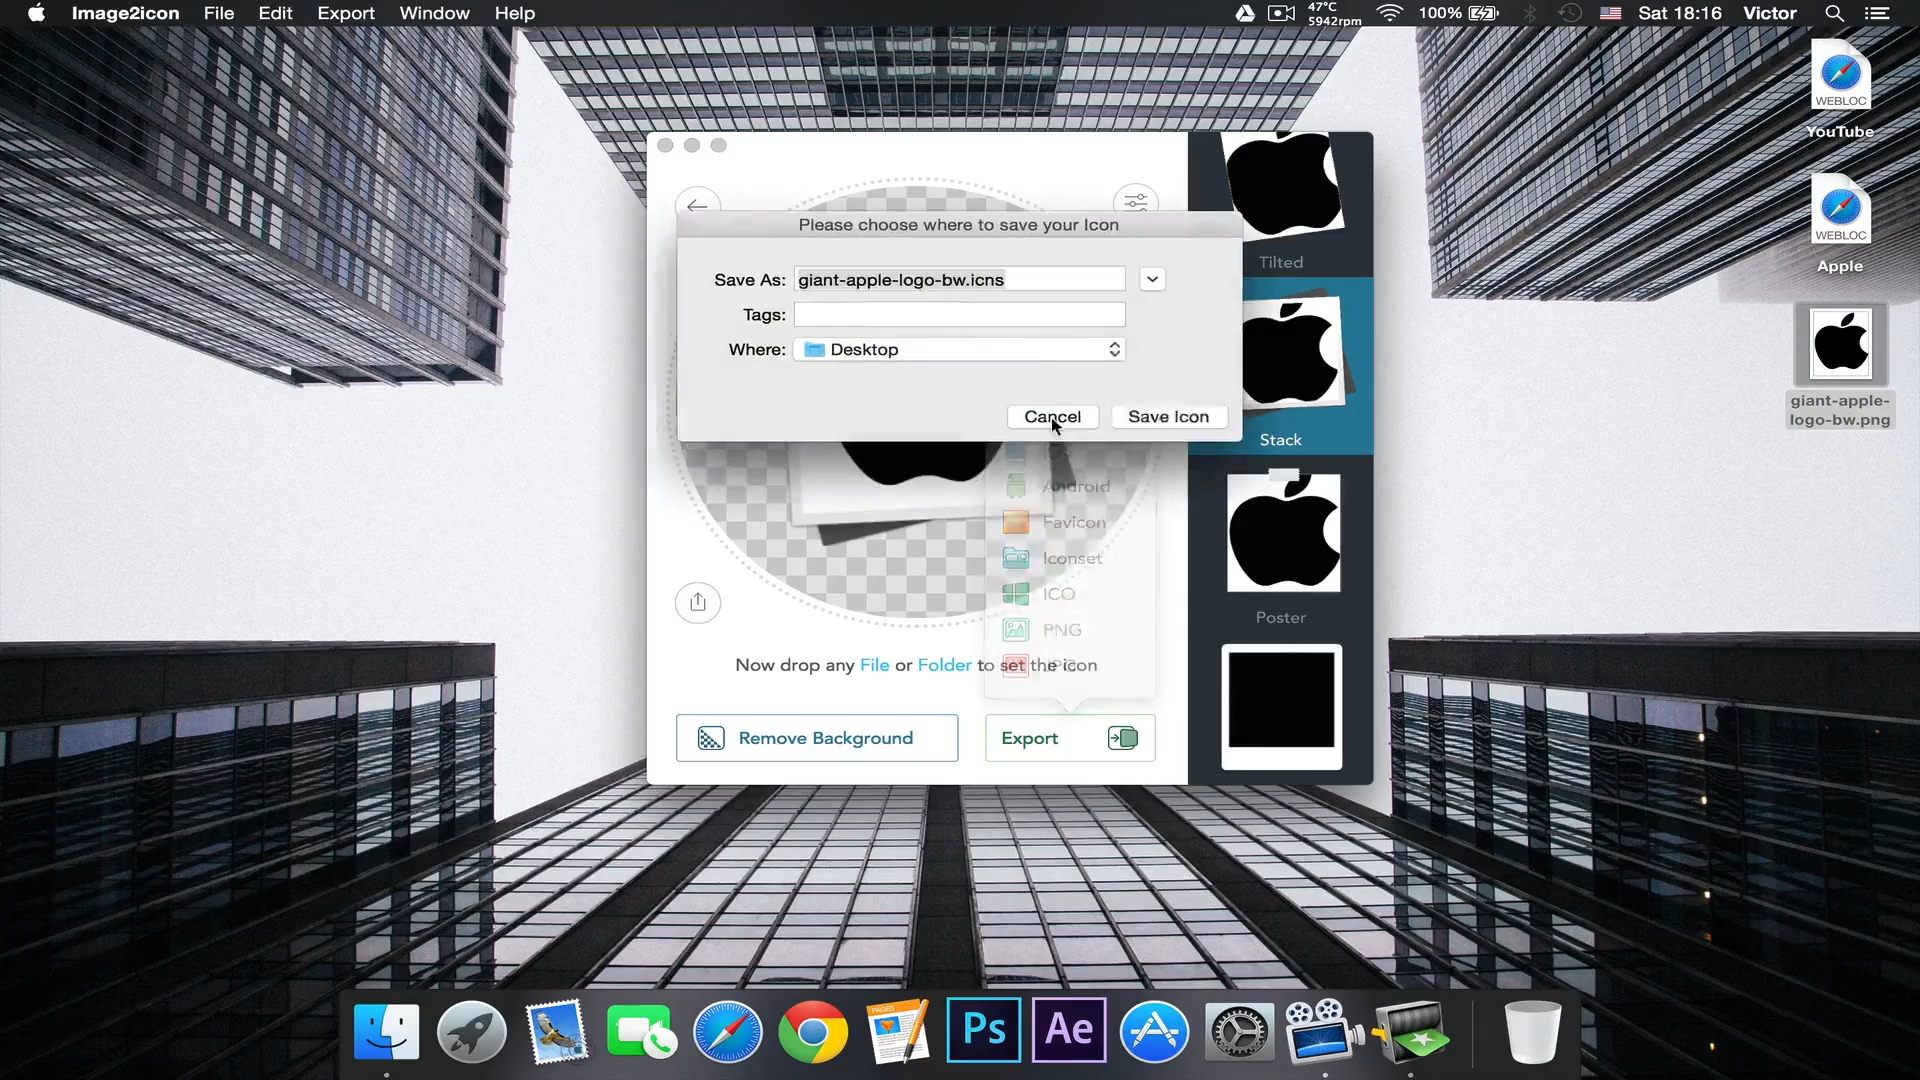 Image2icon File Edit Export Window Help
47°C
5942rpm
100%
Sat 18:16 Victor
WEBLOC
YouTube
WEBLOC
Apple
giant-apple-
logo-bw.png
Please choose where to save your Icon
Save As: giant-apple-logo-bw.icns
Tags:
Where: Desktop
Cancel Save Icon
Android
Favicon
Iconset
ICO
PNG
Now drop any File or Folder to set the icon
Remove Background
Export
Tilted
Stack
Poster
PAGES
Ps
Ae